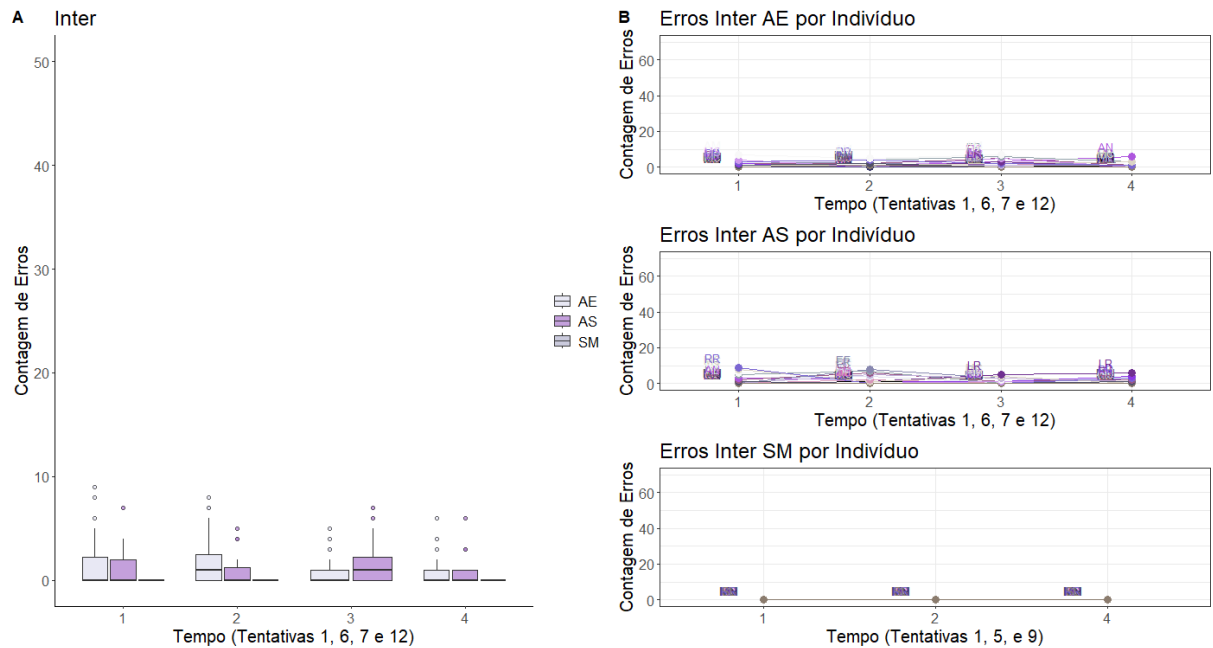 A Inter
Contagem de Erros
50
40
30
20
10
0
1 2 3 4
Tempo (Tentativas 1, 6, 7 e 12)
AE
AS
SM
B Erros Inter AE por Indivíduo
Contagem de Erros
60
40
20
0
AN
1 2 3 4
Tempo (Tentativas 1, 6, 7 e 12)
Erros Inter AS por Indivíduo
Contagem de Erros
60
40
20
0
RR LR LR
1 2 3 4
Tempo (Tentativas 1, 6, 7 e 12)
Erros Inter SM por Indivíduo
Contagem de Erros
60
40
20
0
1 2 4
Tempo (Tentativas 1, 5, e 9)